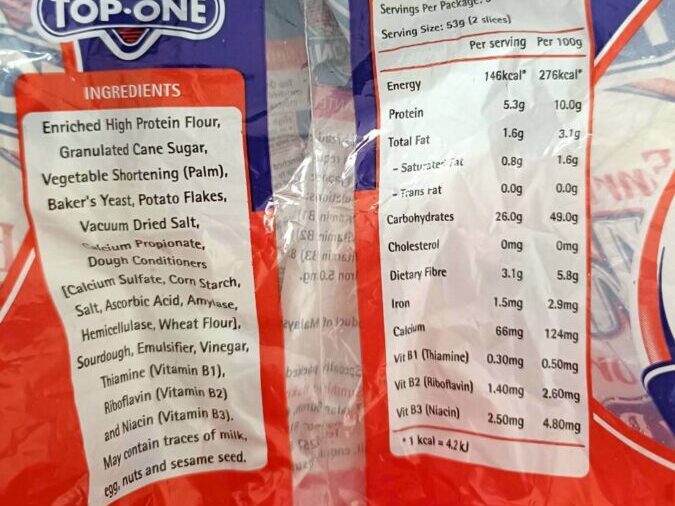 TOP-ONE
INGREDIENTS
Enriched High Protein Flour,
Granulated Cane Sugar,
Vegetable Shortening (Palm),
Baker's Yeast, Potato Flakes,
Vacuum Dried Salt,
Calcium Propionate,
Dough Conditioners
[Calcium Sulfate, Corn Starch,
Salt, Ascorbic Acid, Amylase,
Hemicellulase, Wheat Flour],
Sourdough, Emulsifier, Vinegar,
Thiamine (Vitamin B1),
Riboflavin (Vitamin B2)
and Niacin (Vitamin B3).
May contain traces of milk,
egg, nuts and sesame seed.
Servings Per Package:
Serving Size: 53g (2 slices)
Per serving Per 100g
Energy 146kcal* 276kcal*
Protein 5.3g 10.0g
Total Fat 1.6g 3.1g
- Saturated Fat 0.8g 1.6g
- Trans Fat 0.0g 0.0g
Carbohydrates 26.0g 49.0g
Cholesterol 0mg 0mg
Dietary Fibre 3.1g 5.8g
Iron 1.5mg 2.9mg
Calcium 66mg 124mg
Vit B1 (Thiamine) 0.30mg 0.50mg
Vit B2 (Riboflavin) 1.40mg 2.60mg
Vit B3 (Niacin) 2.50mg 4.80mg
* 1 kcal = 4.2 kJ